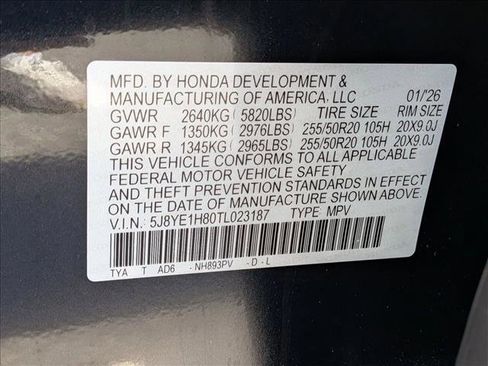 MFD. BY HONDA DEVELOPMENT &
MANUFACTURING OF AMERICA, LLC 01/'26
GVWR 2640KG (5820LBS) TIRE SIZE RIM SIZE
GAWR F 1350KG (2976LBS) 255/50R20 105H 20X9.0J
GAWR R 1345KG (2965LBS) 255/50R20 105H 20X9.0J
THIS VEHICLE CONFORMS TO ALL APPLICABLE
FEDERAL MOTOR VEHICLE SAFETY
AND THEFT PREVENTION STANDARDS IN EFFECT
ON THE DATE OF MANUFACTURE SHOWN ABOVE.
V.I.N. 5J8YE1H80TL023187 TYPE MPV
TYA T AD6 -NH893PV -D-L